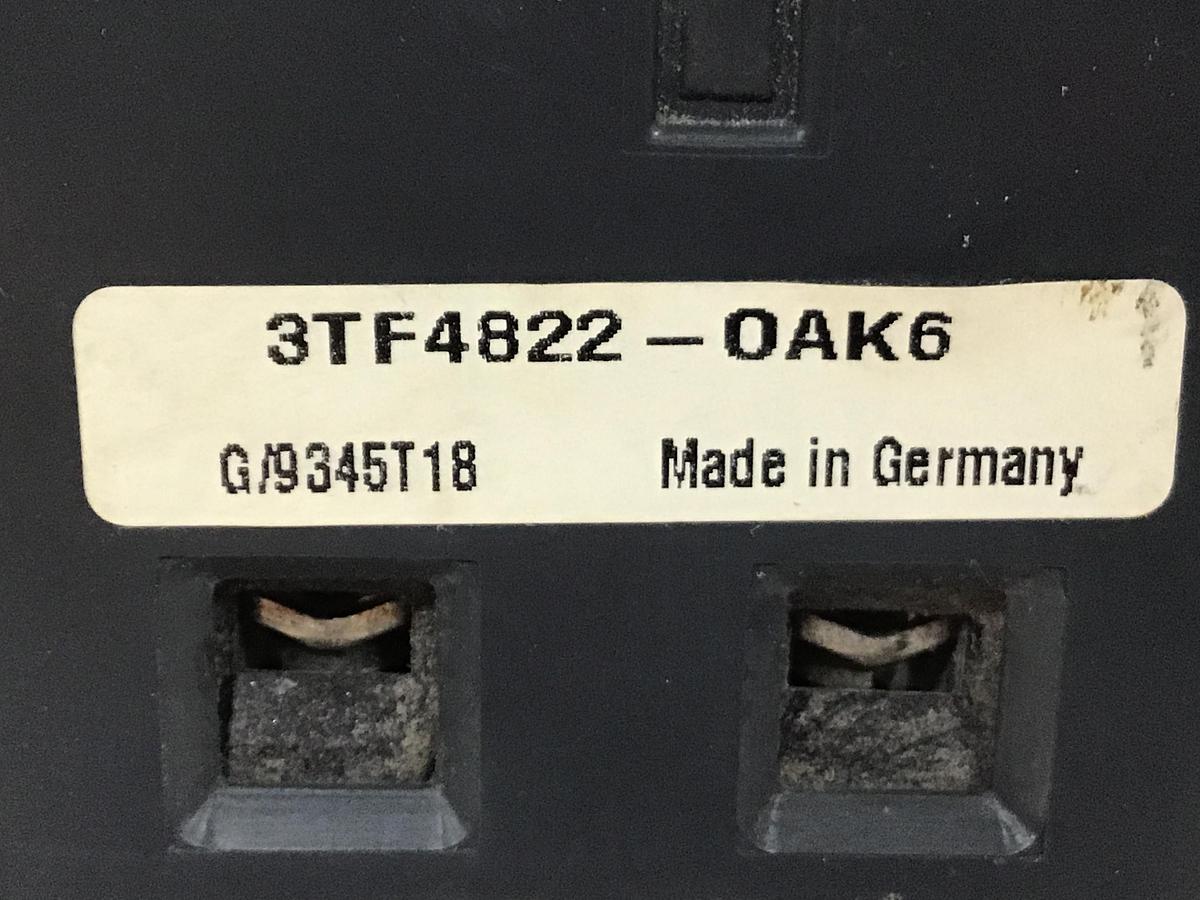 3TF4822-0AK6
G/9345T18
Made in Germany